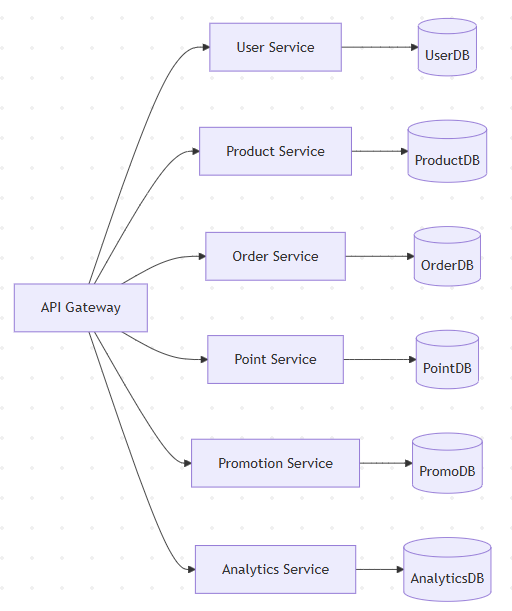 User Service
UserDB
Product Service
ProductDB
Order Service
OrderDB
API Gateway
Point Service
PointDB
Promotion Service
PromoDB
Analytics Service
AnalyticsDB